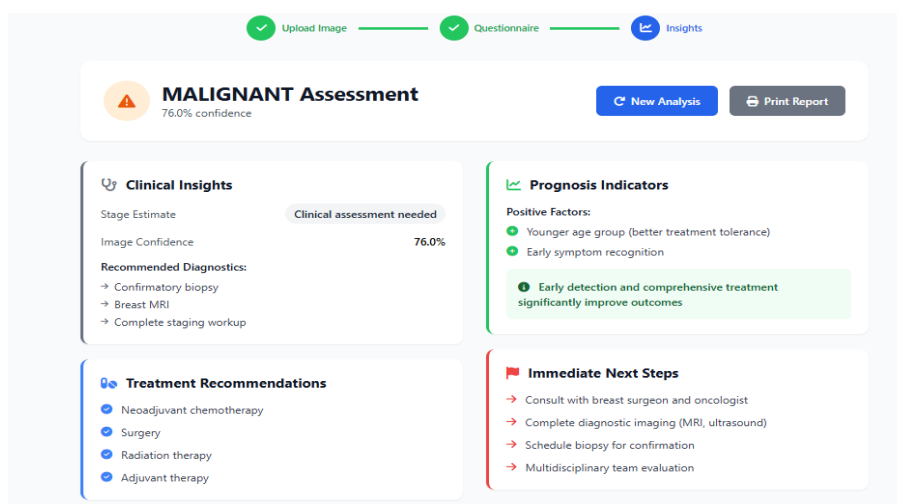 Upload Image
Questionnaire
Insights
MALIGNANT Assessment
76.0% confidence
New Analysis
Print Report
Clinical Insights
Stage Estimate
Clinical assessment needed
Image Confidence
76.0%
Recommended Diagnostics:
→ Confirmatory biopsy
→ Breast MRI
→ Complete staging workup
Treatment Recommendations
Neoadjuvant chemotherapy
Surgery
Radiation therapy
Adjuvant therapy
Prognosis Indicators
Positive Factors:
Younger age group (better treatment tolerance)
Early symptom recognition
Early detection and comprehensive treatment
significantly improve outcomes
Immediate Next Steps
→ Consult with breast surgeon and oncologist
→ Complete diagnostic imaging (MRI, ultrasound)
→ Schedule biopsy for confirmation
→ Multidisciplinary team evaluation